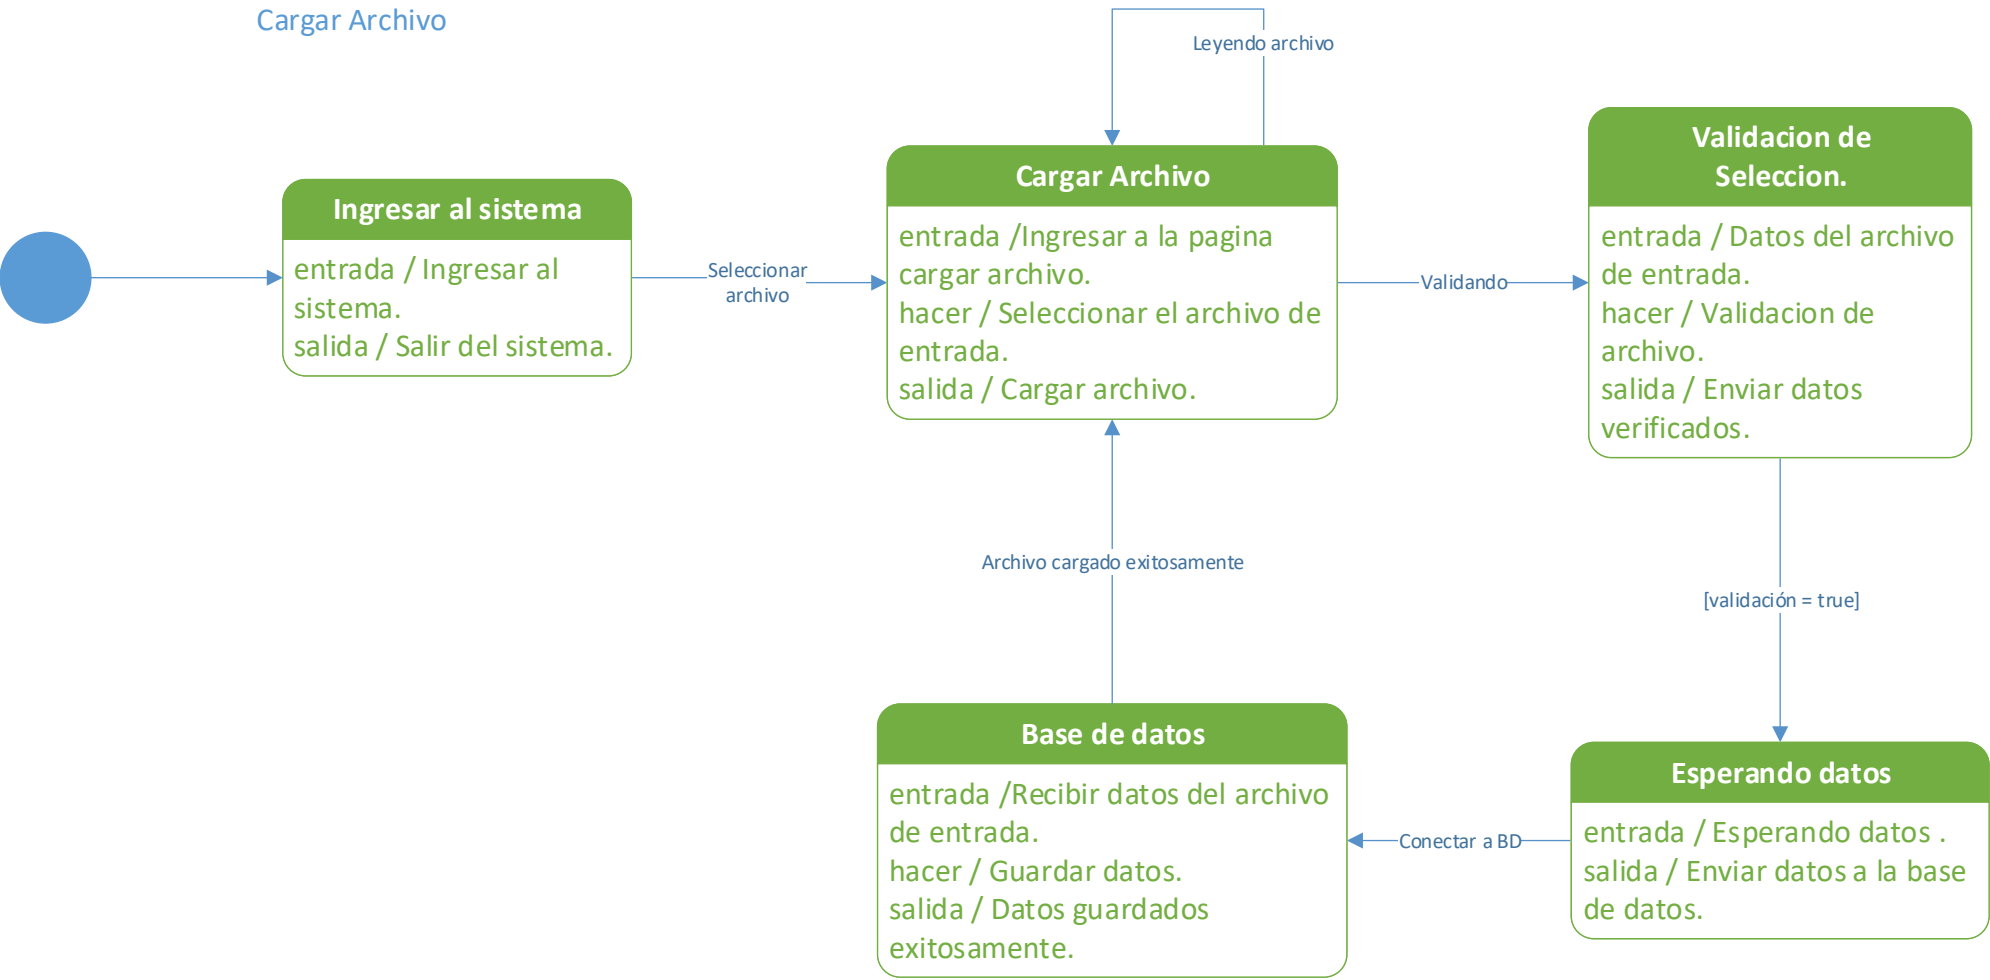 Cargar Archivo
Leyendo archivo
Ingresar al sistema
entrada / Ingresar al
sistema.
salida / Salir del sistema.
Seleccionar
archivo
Cargar Archivo
entrada /Ingresar a la pagina
cargar archivo.
hacer / Seleccionar el archivo de
entrada.
salida / Cargar archivo.
Validando
Validacion de
Seleccion.
entrada / Datos del archivo
de entrada.
hacer / Validacion de
archivo.
salida / Enviar datos
verificados.
Archivo cargado exitosamente
[validación = true]
Base de datos
entrada /Recibir datos del archivo
de entrada.
hacer / Guardar datos.
salida / Datos guardados
exitosamente.
Conectar a BD
Esperando datos
entrada / Esperando datos .
salida / Enviar datos a la base
de datos.